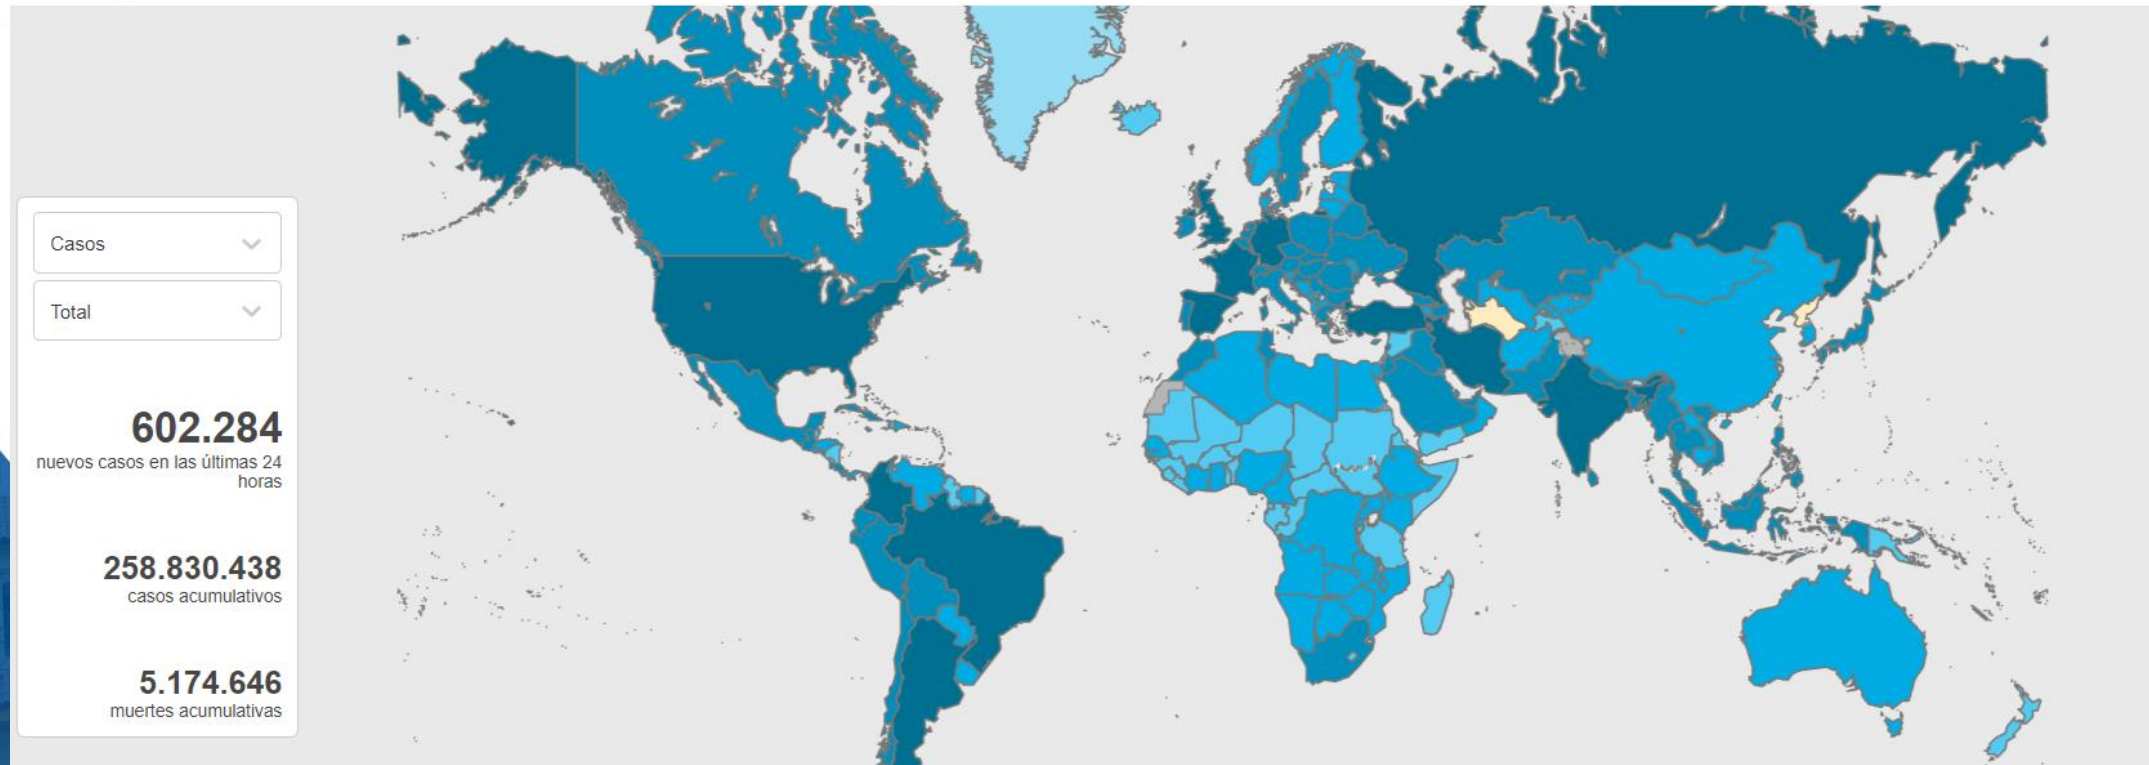 Casos
Total
602.284
nuevos casos en las últimas 24
horas
258.830.438
casos acumulativos
5.174.646
muertes acumulativas